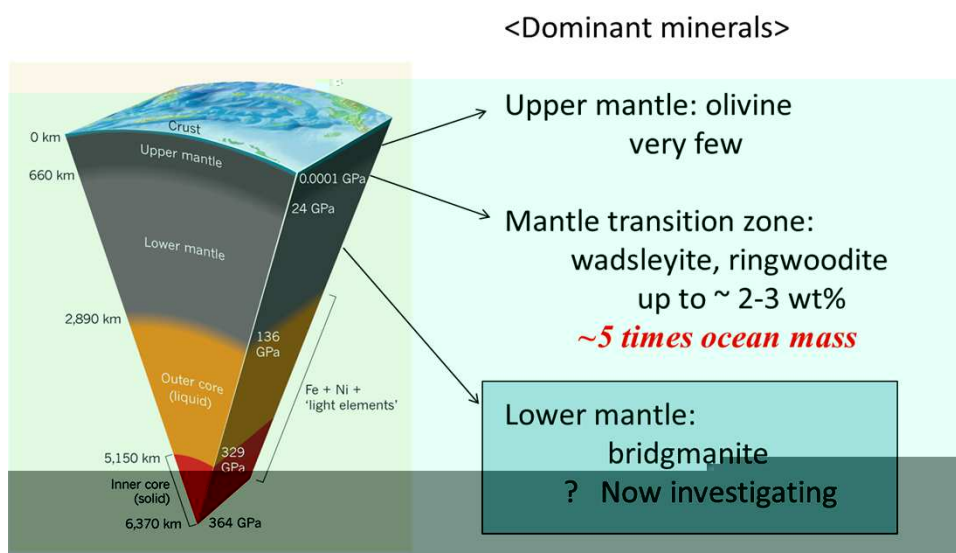 <Dominant minerals>
Crust
0 km
Upper mantle
660 km
0.0001 GPa
24 GPa
Lower mantle
2,890 km
136
GPa
Outer core
(liquid)
Fe + Ni +
‘light elements’
5,150 km
329
GPa
Inner core
(solid)
6,370 km
364 GPa
Upper mantle: olivine
very few
Mantle transition zone:
wadsleyite, ringwoodite
up to ~ 2-3 wt%
~5 times ocean mass
Lower mantle:
bridgmanite
? Now investigating